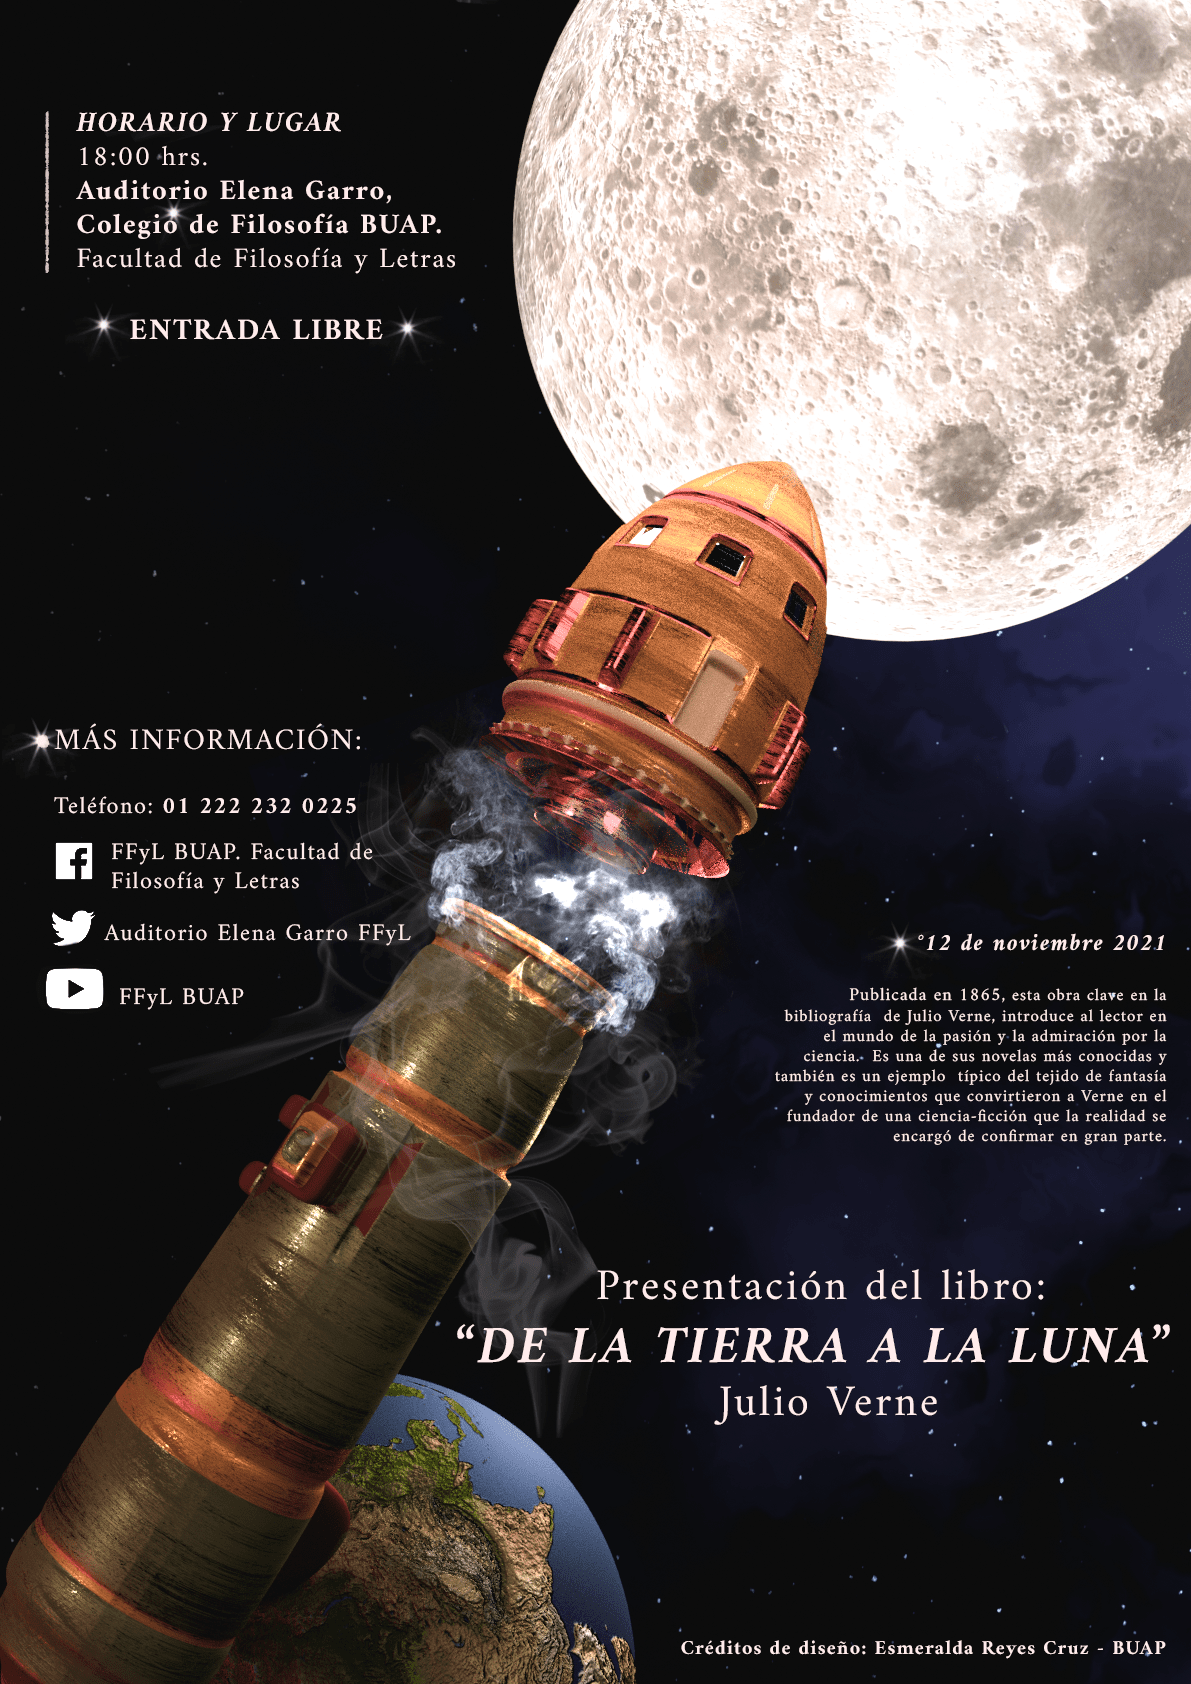 HORARIO Y LUGAR
18:00 hrs.
Auditorio Elena Garro,
Colegio de Filosofía BUAP.
Facultad de Filosofía y Letras
ENTRADA LIBRE
MÁS INFORMACIÓN:
Teléfono: 01 222 232 0225
FFyL BUAP. Facultad de
Filosofía y Letras
Auditorio Elena Garro FFyL
FFyL BUAP
°12 de noviembre 2021
Publicada en 1865, esta obra clave en la
bibliografía de Julio Verne, introduce al lector en
el mundo de la pasión y la admiración por la
ciencia. Es una de sus novelas más conocidas y
también es un ejemplo típico del tejido de fantasía
y conocimientos que convirtieron a Verne en el
fundador de una ciencia-ficción que la realidad se
encargó de confirmar en gran parte.
Presentación del libro:
“DE LA TIERRA A LA LUNA”
Julio Verne
Créditos de diseño: Esmeralda Reyes Cruz - BUAP